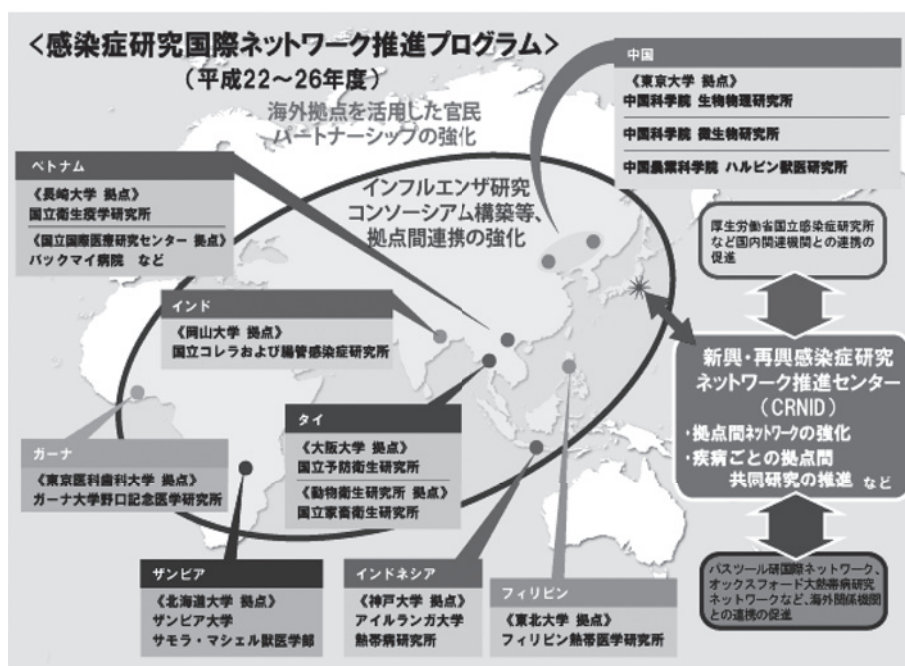 <感染症研究国際ネットワーク推進プログラム>
(平成22～26年度)
海外拠点を活用した官民
パートナーシップの強化
インフルエンザ研究
コンソーシアム構築等、
拠点間連携の強化
中国
《東京大学 拠点》
中国科学院 生物物理研究所
中国科学院 微生物研究所
中国農業科学院 ハルビン獣医研究所
ベトナム
《長崎大学 拠点》
国立衛生疫学研究所
《国立国際医療研究センター 拠点》
バックマイ病院 など
インド
《岡山大学 拠点》
国立コレラおよび腸管感染症研究所
タイ
《大阪大学 拠点》
国立予防衛生研究所
《動物衛生研究所 拠点》
国立家畜衛生研究所
ガーナ
《東京医科歯科大学 拠点》
ガーナ大学野口記念医学研究所
ザンビア
《北海道大学 拠点》
ザンビア大学
サモラ・マシェル獣医学部
インドネシア
《神戸大学 拠点》
アイルランガ大学
熱帯病研究所
フィリピン
《東北大学 拠点》
フィリピン熱帯医学研究所
厚生労働省国立感染症研究所
など国内関連機関との連携の
促進
新興・再興感染症研究
ネットワーク推進センター
(CRNID)
・拠点間ネットワークの強化
・疾病ごとの拠点間
共同研究の推進 など
パスツール研国際ネットワーク、
オックスフォード大熱帯病研究
ネットワークなど、海外関係機関
との連携の促進